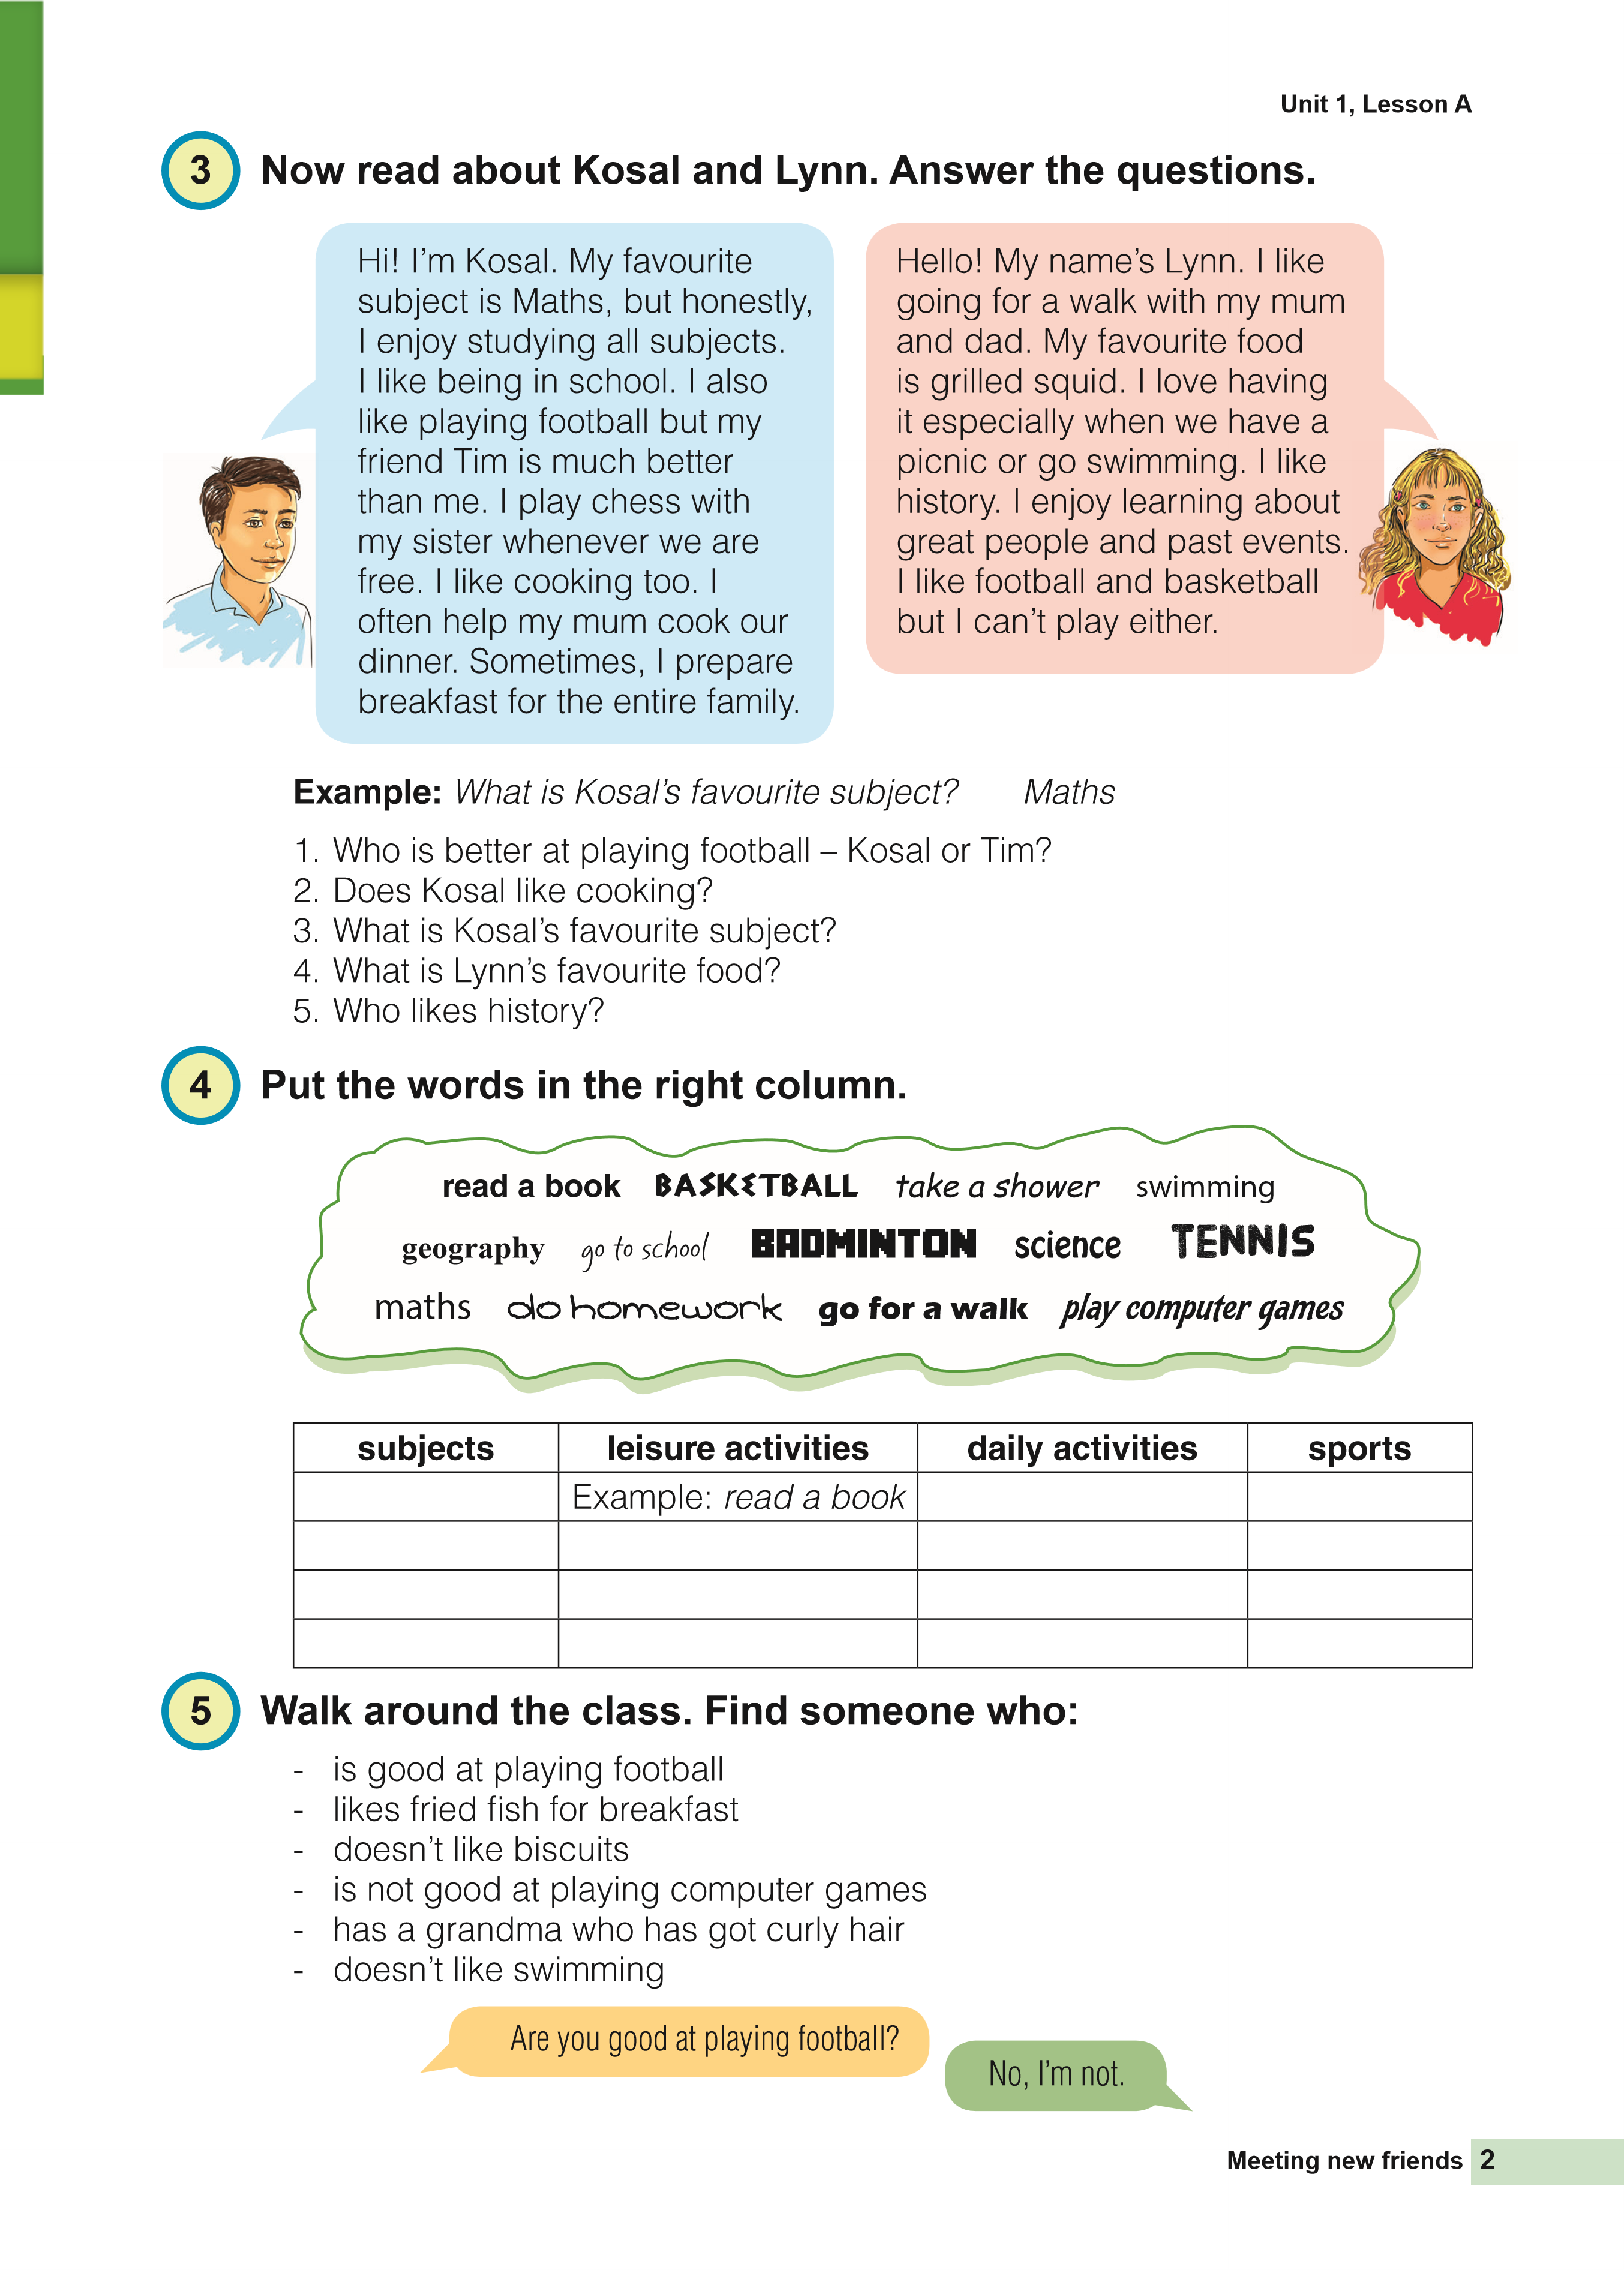 Unit 1, Lesson A
3 Now read about Kosal and Lynn. Answer the questions.
Hi! I'm Kosal. My favourite
subject is Maths, but honestly,
I enjoy studying all subjects.
I like being in school. I also
like playing football but my
friend Tim is much better
than me. I play chess with
my sister whenever we are
free. I like cooking too. I
often help my mum cook our
dinner. Sometimes, I prepare
breakfast for the entire family.
Hello! My name's Lynn. I like
going for a walk with my mum
and dad. My favourite food
is grilled squid. I love having
it especially when we have a
picnic or go swimming. I like
history. I enjoy learning about
great people and past events.
I like football and basketball
but I can't play either.
Example: What is Kosal's favourite subject? Maths
1. Who is better at playing football – Kosal or Tim?
2. Does Kosal like cooking?
3. What is Kosal's favourite subject?
4. What is Lynn's favourite food?
5. Who likes history?
4 Put the words in the right column.
read a book BASKETBALL take a shower swimming
geography go to school BADMINTON science TENNIS
maths do homework go for a walk play computer games
subjects leisure activities daily activities sports
Example: read a book
5 Walk around the class. Find someone who:
- is good at playing football
- likes fried fish for breakfast
- doesn't like biscuits
- is not good at playing computer games
- has a grandma who has got curly hair
- doesn't like swimming
Are you good at playing football?
No, I'm not.
Meeting new friends 2